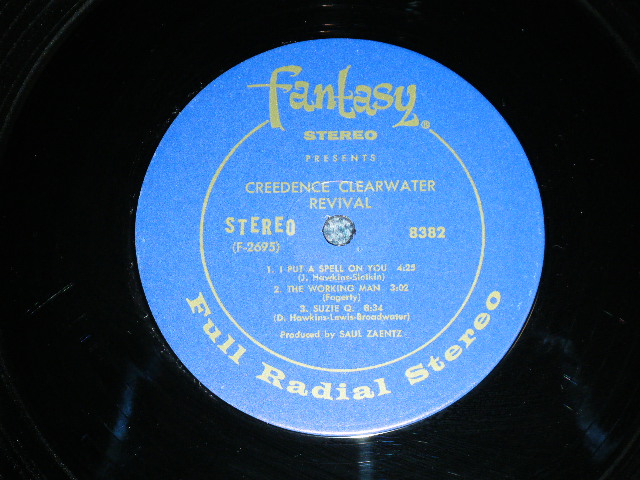 fantasy®
STEREO
PRESENTS
CREEDENCE CLEARWATER
REVIVAL
STEREO
(F-2695)
8382
1. I PUT A SPELL ON YOU 4:25
(J. Hawkins-Slotkin)
2. THE WORKING MAN 3:02
(Fogerty)
3. SUZIE Q. 8:34
(D. Hawkins-Lewis-Broadwater)
Produced by SAUL ZAENTZ
Full Radial Stereo